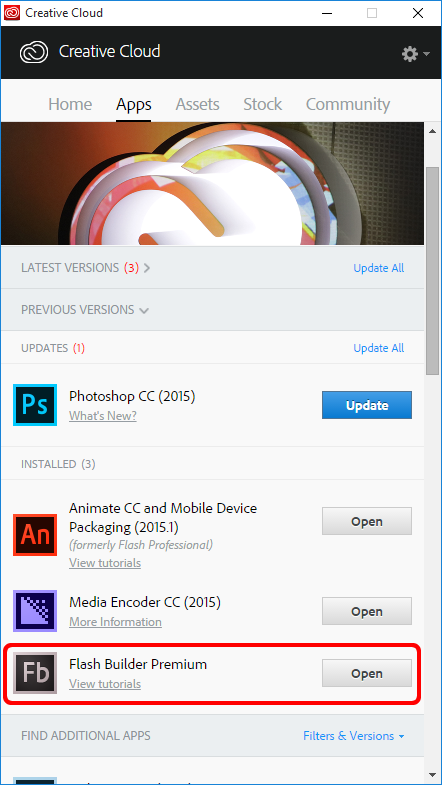 Creative Cloud
Creative Cloud
Home Apps Assets Stock Community
LATEST VERSIONS (3) Update All
PREVIOUS VERSIONS
UPDATES (1) Update All
Ps Photoshop CC (2015) Update
What's New?
INSTALLED (3)
Animate CC and Mobile Device
Packaging (2015.1)
An Open
(formerly Flash Professional)
View tutorials
Media Encoder CC (2015) Open
More Information
Fb Flash Builder Premium Open
View tutorials
FIND ADDITIONAL APPS Filters & Versions